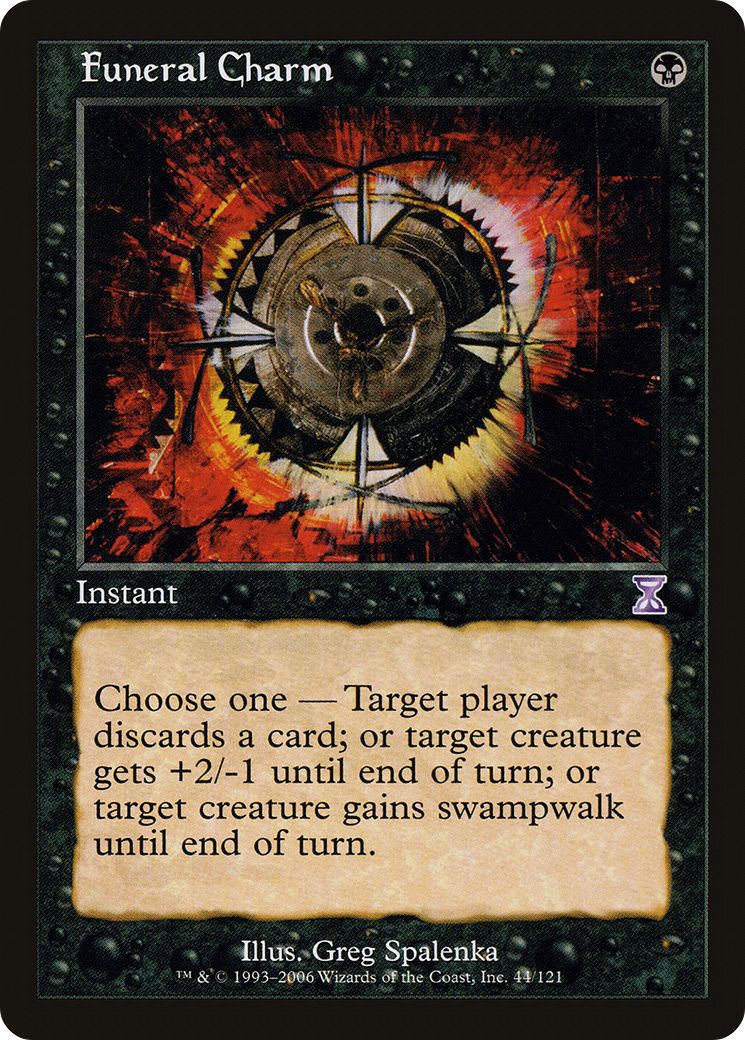 Funeral Charm
Instant
Choose one — Target player
discards a card; or target creature
gets +2/-1 until end of turn; or
target creature gains swampwalk
until end of turn.
Illus. Greg Spalenka
™ & © 1993–2006 Wizards of the Coast, Inc. 44/121